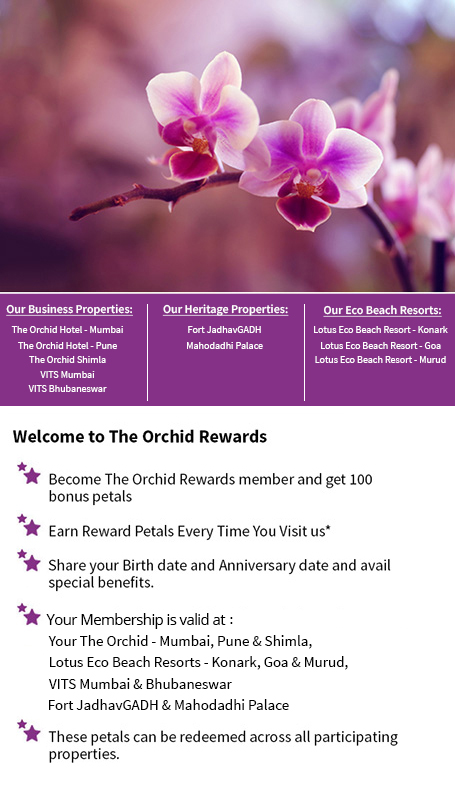 Our Business Properties:
The Orchid Hotel - Mumbai
The Orchid Hotel - Pune
The Orchid Shimla
VITS Mumbai
VITS Bhubaneswar
Our Heritage Properties:
Fort JadhavGADH
Mahodadhi Palace
Our Eco Beach Resorts:
Lotus Eco Beach Resort - Konark
Lotus Eco Beach Resort - Goa
Lotus Eco Beach Resort - Murud
Welcome to The Orchid Rewards
Become The Orchid Rewards member and get 100
bonus petals
Earn Reward Petals Every Time You Visit us*
Share your Birth date and Anniversary date and avail
special benefits.
Your Membership is valid at :
Your The Orchid - Mumbai, Pune & Shimla,
Lotus Eco Beach Resorts - Konark, Goa & Murud,
VITS Mumbai & Bhubaneswar
Fort JadhavGADH & Mahodadhi Palace
These petals can be redeemed across all participating
properties.